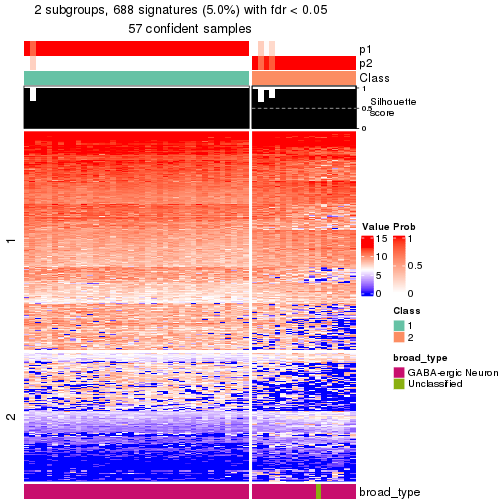 2 subgroups, 688 signatures (5.0%) with fdr < 0.05
57 confident samples
p1
p2
Class
1
0.5
0
Silhouette
score
1
2
Value
15
10
5
0
Prob
1
0.5
0
Class
1
2
broad_type
GABA-ergic Neuron
Unclassified
broad_type